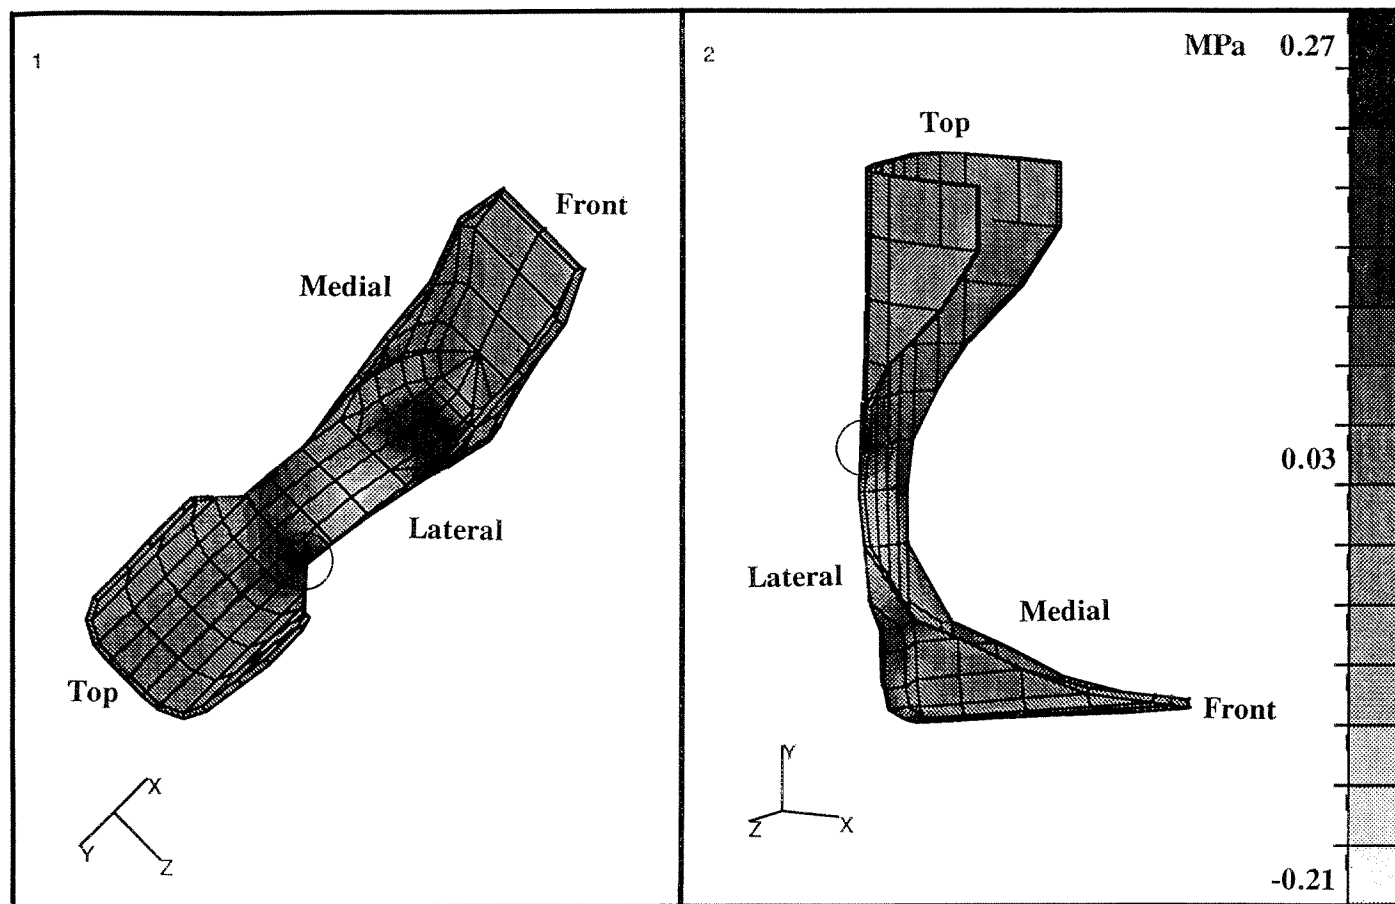 1
Front
Medial
Lateral
Top
X
Y
Z
2
MPa 0.27
Top
0.03
Lateral
Medial
Front
Y
Z
X
-0.21